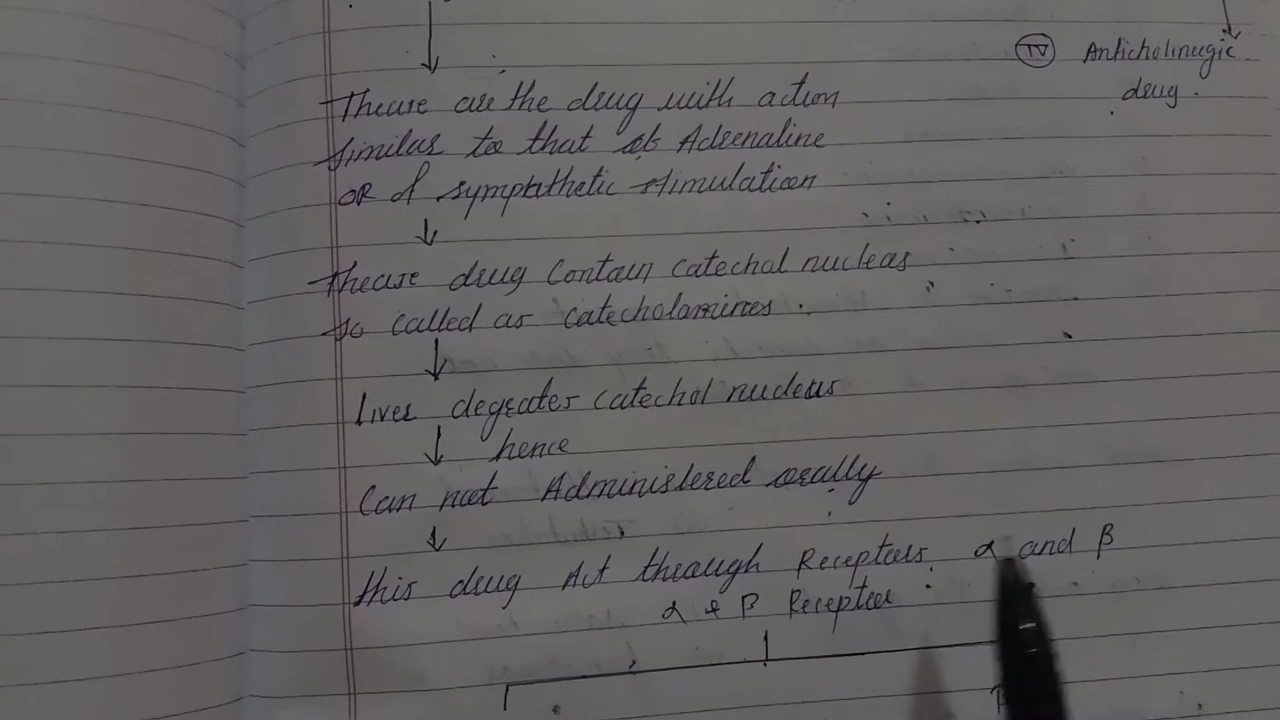 IV Anticholinergic
drug.
These are the drug with action
similar to that of Adrenaline
OR of sympathetic stimulation
↓
These drug contain catechol nucleas
so called as catecholamines.
↓
Liver degrates catechol nucleus
↓ hence
Can not Administered orally
↓
this drug Act through Receptors. α and β
α & β Receptor